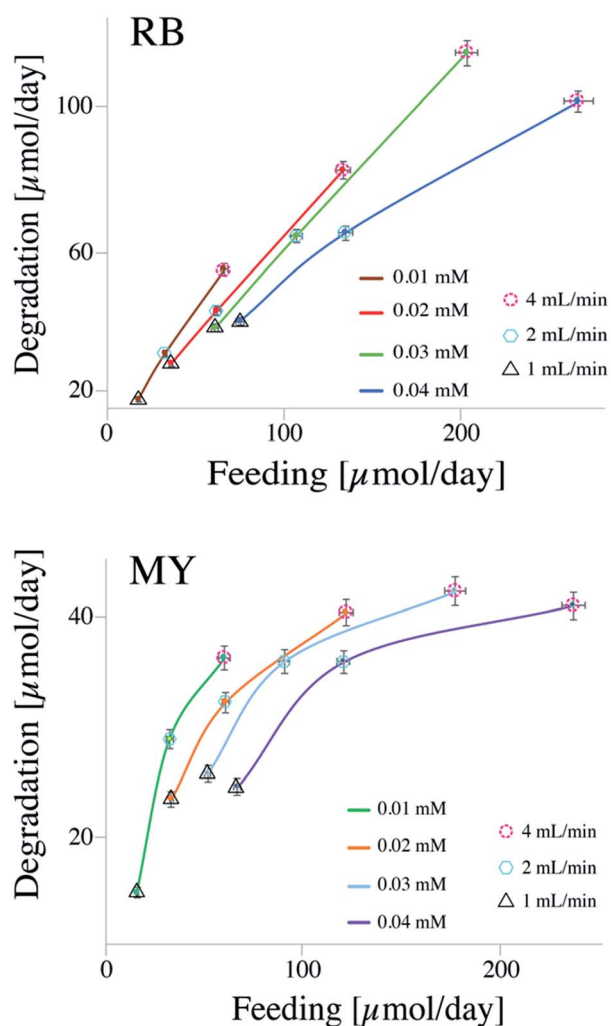 RB
Degradation [μmol/day]
100
60
20
0.01 mM
0.02 mM
0.03 mM
0.04 mM
4 mL/min
2 mL/min
1 mL/min
0
100
200
Feeding [μmol/day]
MY
Degradation [μmol/day]
40
20
0.01 mM
0.02 mM
0.03 mM
0.04 mM
4 mL/min
2 mL/min
1 mL/min
0
100
200
Feeding [μmol/day]